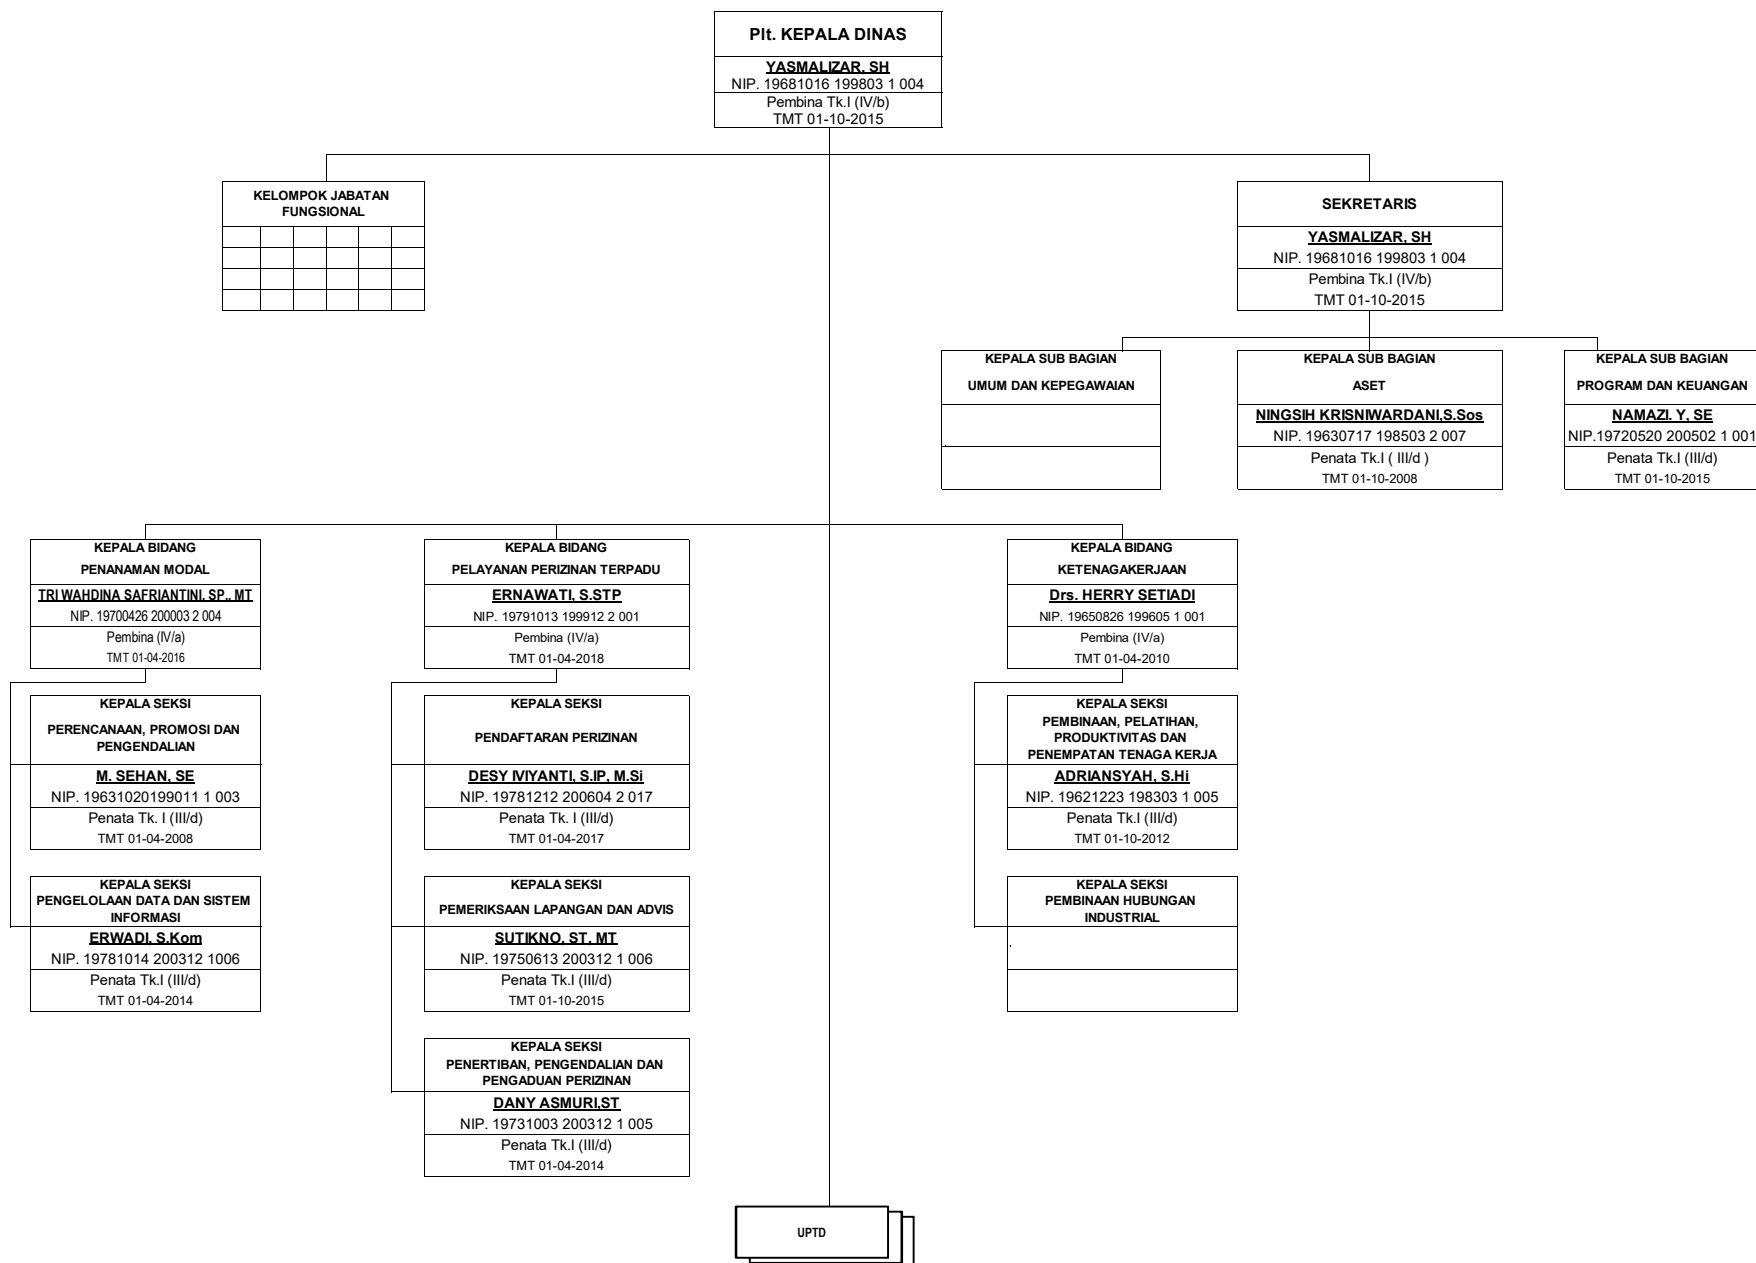 Plt. KEPALA DINAS
YASMALIZAR, SH
NIP. 19681016 199803 1 004
Pembina Tk.I (IV/b)
TMT 01-10-2015
KELOMPOK JABATAN
FUNGSIONAL
SEKRETARIS
YASMALIZAR, SH
NIP. 19681016 199803 1 004
Pembina Tk.I (IV/b)
TMT 01-10-2015
KEPALA SUB BAGIAN
UMUM DAN KEPEGAWAIAN
KEPALA SUB BAGIAN
ASET
NINGSIH KRISNIWARDANI,S.Sos
NIP. 19630717 198503 2 007
Penata Tk.I ( III/d )
TMT 01-10-2008
KEPALA SUB BAGIAN
PROGRAM DAN KEUANGAN
NAMAZI. Y, SE
NIP.19720520 200502 1 001
Penata Tk.I (III/d)
TMT 01-10-2015
KEPALA BIDANG
PENANAMAN MODAL
TRI WAHDINA SAFRIANTINI, SP., MT
NIP. 19700426 200003 2 004
Pembina (IV/a)
TMT 01-04-2016
KEPALA BIDANG
PELAYANAN PERIZINAN TERPADU
ERNAWATI, S.STP
NIP. 19791013 199912 2 001
Pembina (IV/a)
TMT 01-04-2018
KEPALA BIDANG
KETENAGAKERJAAN
Drs. HERRY SETIADI
NIP. 19650826 199605 1 001
Pembina (IV/a)
TMT 01-04-2010
KEPALA SEKSI
PERENCANAAN, PROMOSI DAN
PENGENDALIAN
M. SEHAN, SE
NIP. 19631020199011 1 003
Penata Tk. I (III/d)
TMT 01-04-2008
KEPALA SEKSI
PENDAFTARAN PERIZINAN
DESY IVIYANTI, S.IP, M.Si
NIP. 19781212 200604 2 017
Penata Tk. I (III/d)
TMT 01-04-2017
KEPALA SEKSI
PEMBINAAN, PELATIHAN,
PRODUKTIVITAS DAN
PENEMPATAN TENAGA KERJA
ADRIANSYAH, S.Hi
NIP. 19621223 198303 1 005
Penata Tk.I (III/d)
TMT 01-10-2012
KEPALA SEKSI
PENGELOLAAN DATA DAN SISTEM
INFORMASI
ERWADI, S.Kom
NIP. 19781014 200312 1006
Penata Tk.I (III/d)
TMT 01-04-2014
KEPALA SEKSI
PEMERIKSAAN LAPANGAN DAN ADVIS
SUTIKNO, ST, MT
NIP. 19750613 200312 1 006
Penata Tk.I (III/d)
TMT 01-10-2015
KEPALA SEKSI
PEMBINAAN HUBUNGAN
INDUSTRIAL
KEPALA SEKSI
PENERTIBAN, PENGENDALIAN DAN
PENGADUAN PERIZINAN
DANY ASMURI,ST
NIP. 19731003 200312 1 005
Penata Tk.I (III/d)
TMT 01-04-2014
UPTD